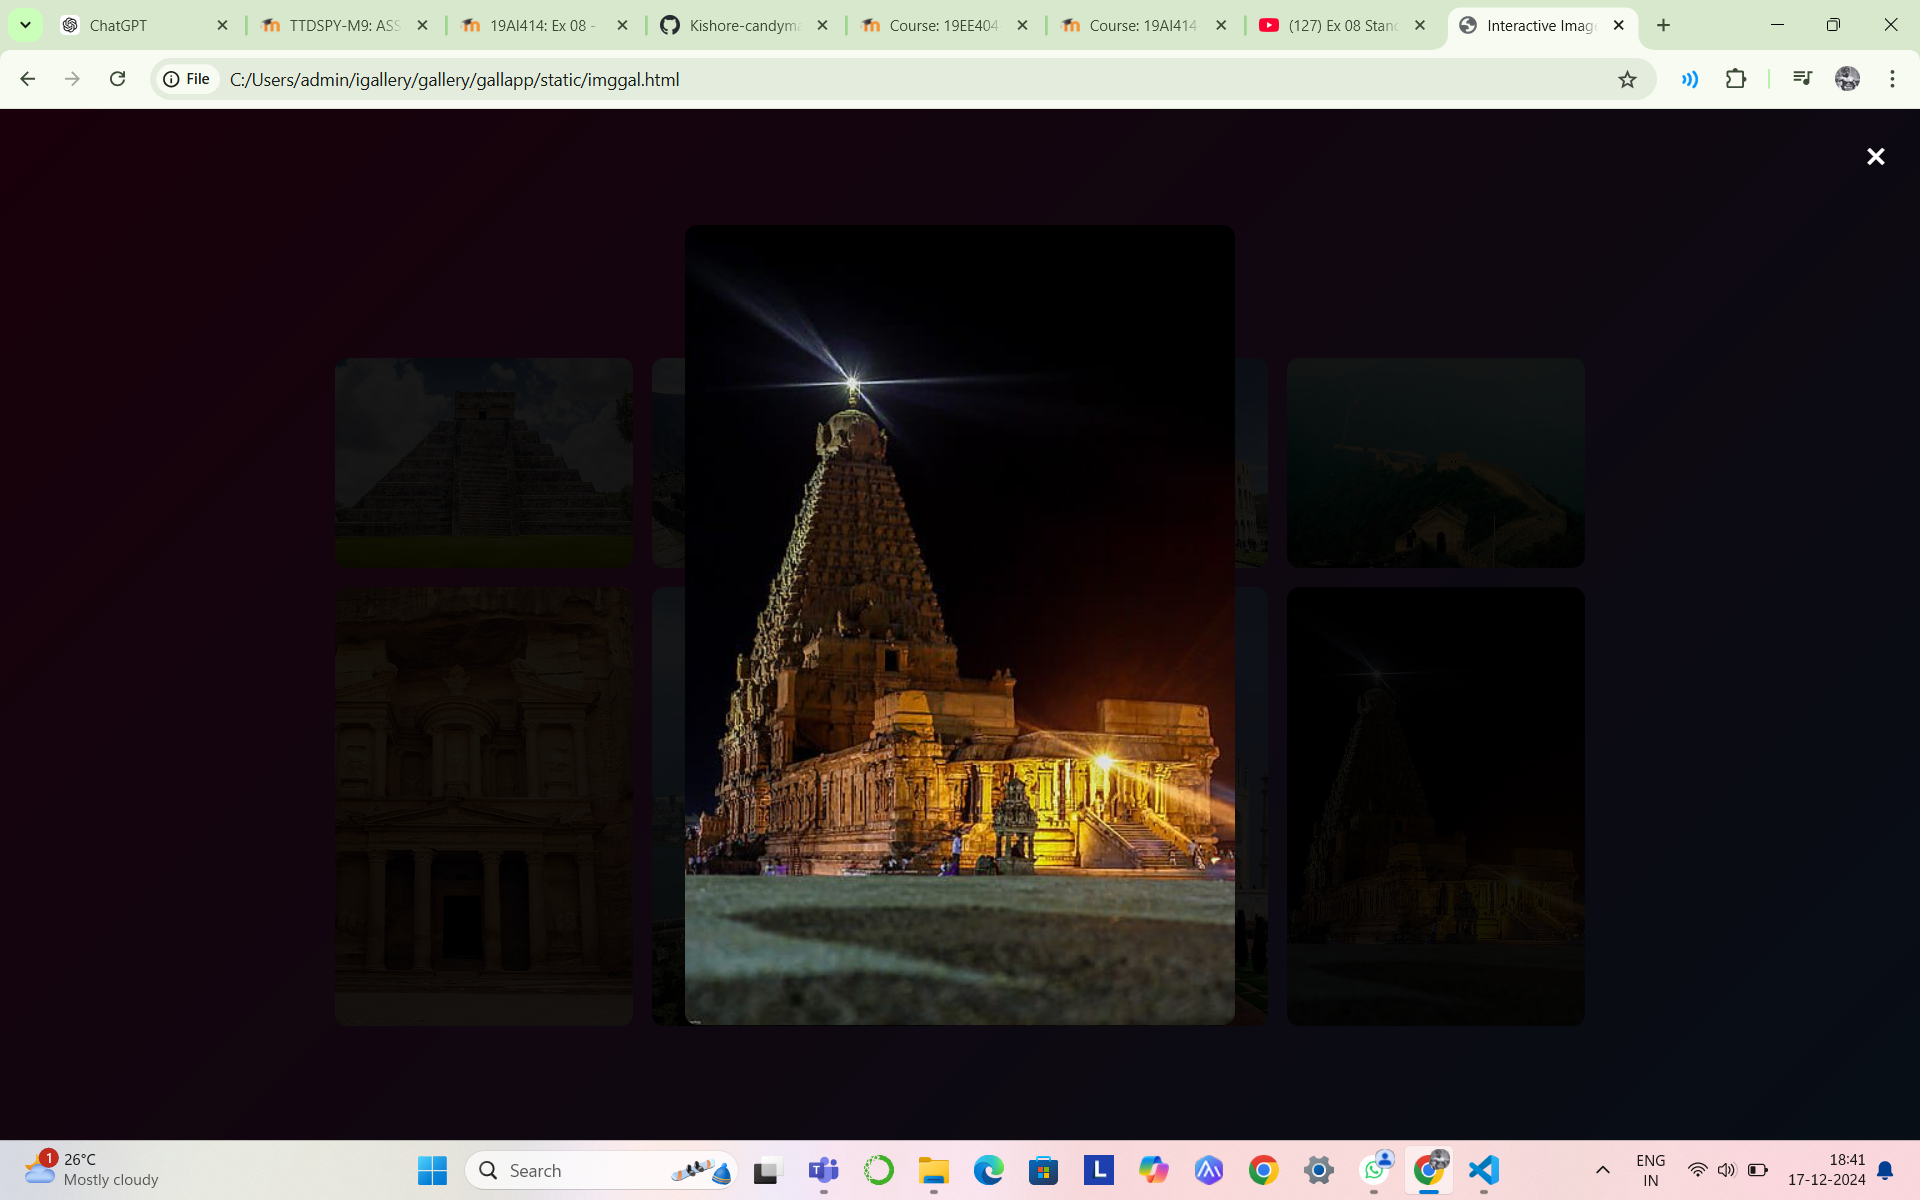 ChatGPT
TTDSPY-M9: ASS
19AI414: Ex 08 -
Kishore-candyma
Course: 19EE404
Course: 19AI414
(127) Ex 08 Stand
Interactive Imag
File
C:/Users/admin/igallery/gallery/gallapp/static/imggal.html
1
26°C
Mostly cloudy
Search
L
ENG
IN
18:41
17-12-2024